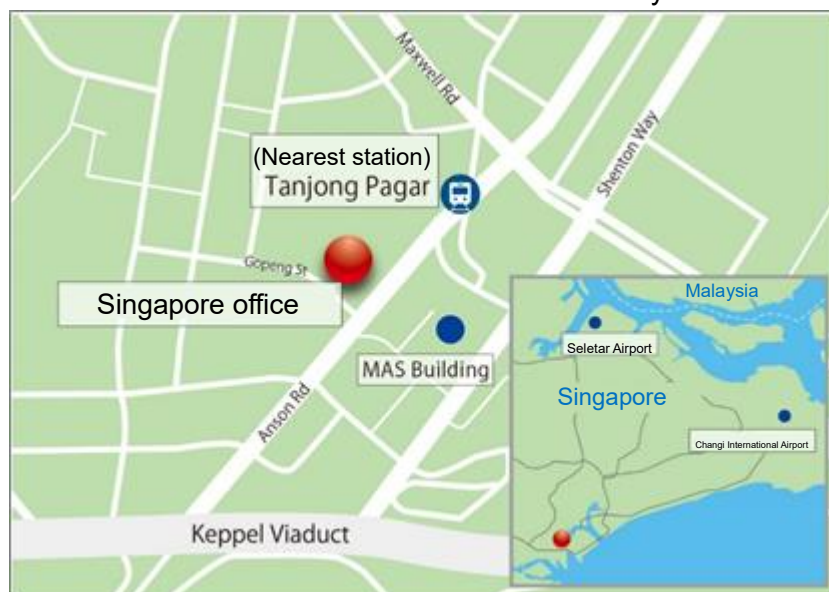 Maxwell Rd
Shenton Way
(Nearest station)
Tanjong Pagar
Gopeng St
Singapore office
MAS Building
Anson Rd
Keppel Viaduct
Malaysia
Seletar Airport
Singapore
Changi International Airport